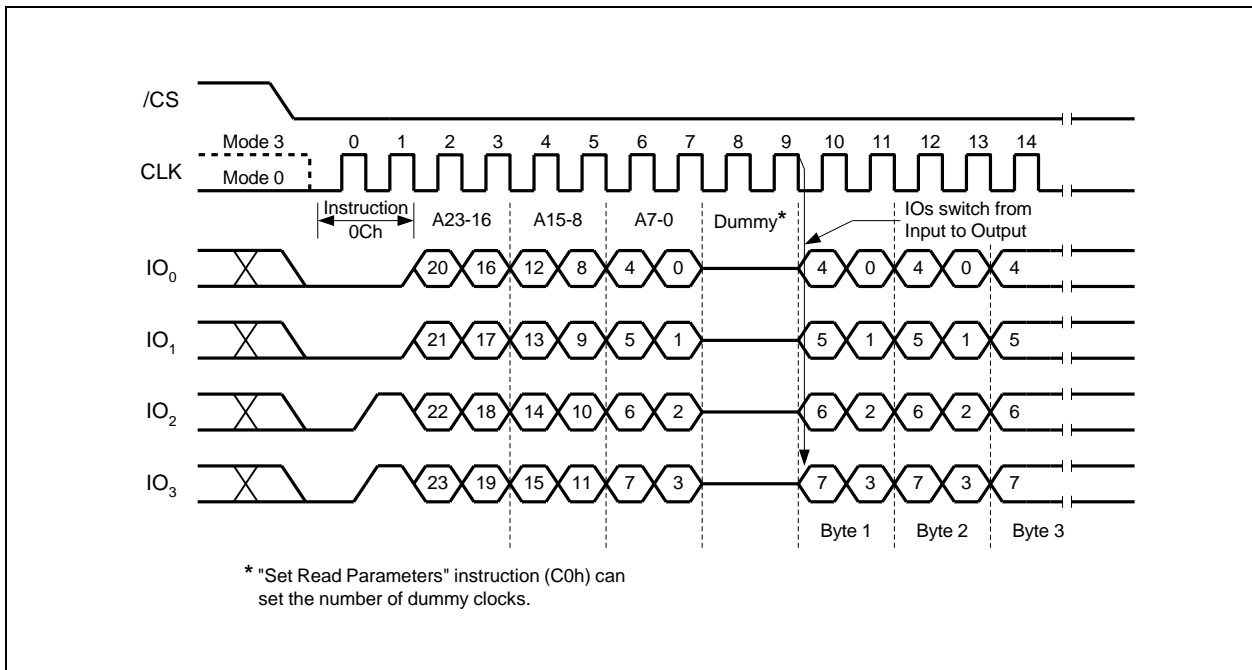 /CS
Mode 3 0 1 2 3 4 5 6 7 8 9 10 11 12 13 14
CLK
Mode 0
Instruction A23-16 A15-8 A7-0 Dummy* IOs switch from
0Ch Input to Output
IO0 20 16 12 8 4 0 4 0 4 0 4
IO1 21 17 13 9 5 1 5 1 5 1 5
IO2 22 18 14 10 6 2 6 2 6 2 6
IO3 23 19 15 11 7 3 7 3 7 3 7
Byte 1 Byte 2 Byte 3
* "Set Read Parameters" instruction (C0h) can
set the number of dummy clocks.